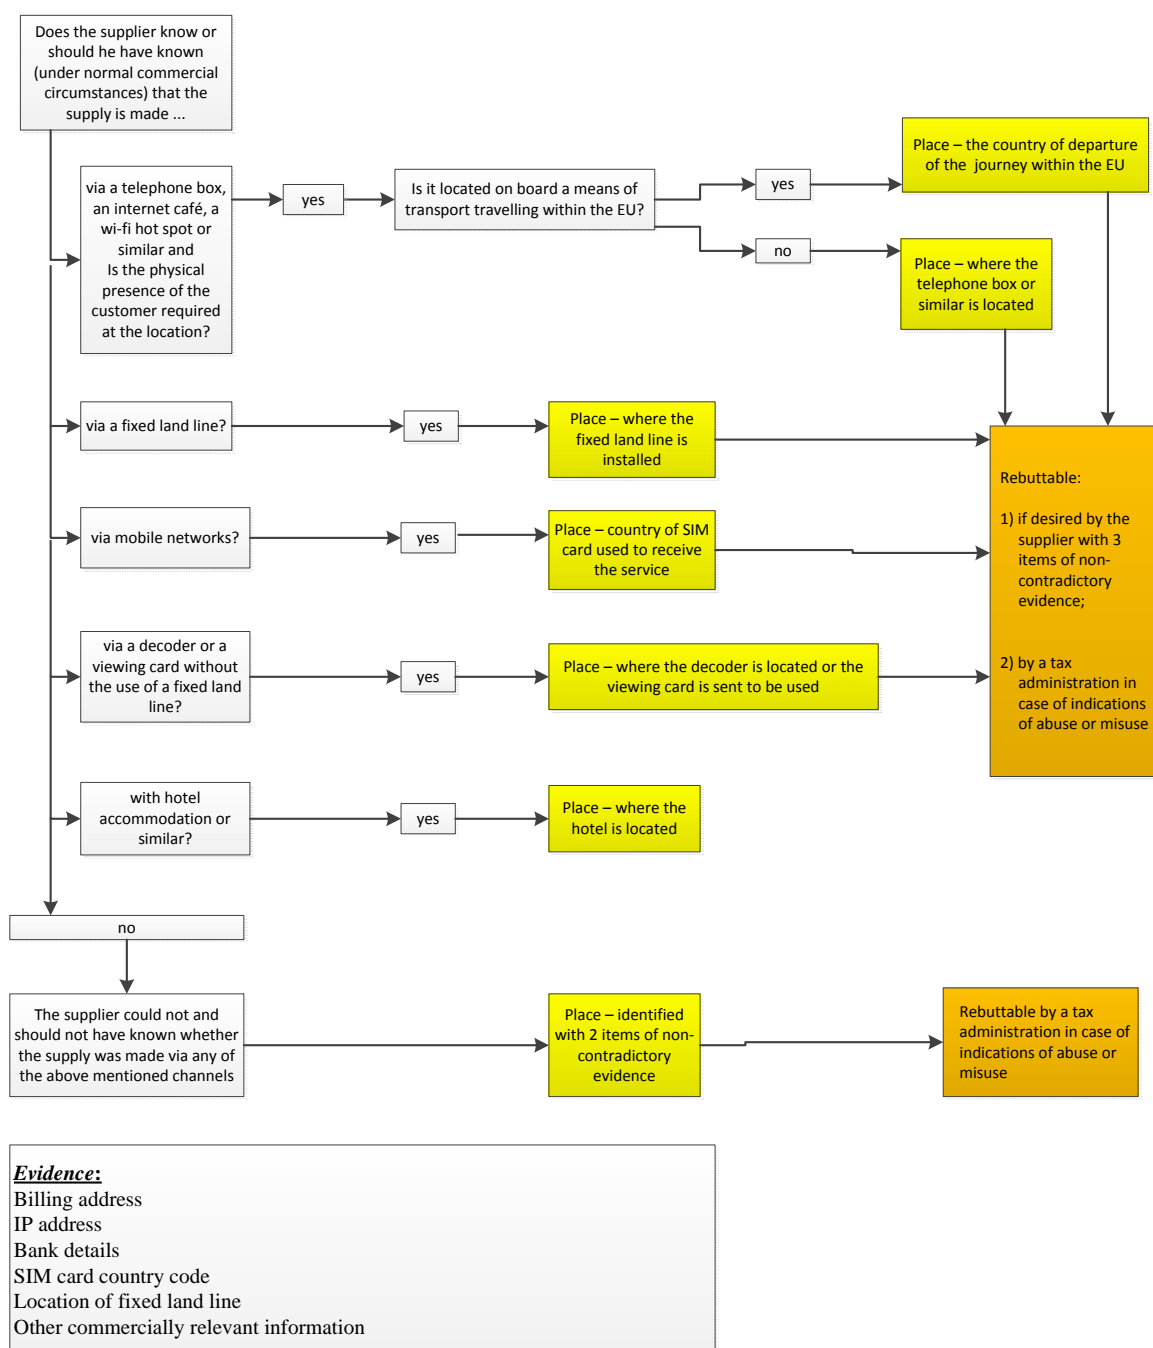 Does the supplier know or
should he have known
(under normal commercial
circumstances) that the
supply is made ...
via a telephone box,
an internet café, a
wi-fi hot spot or
similar and
Is the physical
presence of the
customer required
at the location?
yes
Is it located on board a means of
transport travelling within the EU?
yes
Place – the country of departure
of the journey within the EU
no
Place – where the
telephone box or
similar is located
via a fixed land line?
yes
Place – where the
fixed land line is
installed
via mobile networks?
yes
Place – country of SIM
card used to receive
the service
via a decoder or a
viewing card without
the use of a fixed land
line?
yes
Place – where the decoder is located or the
viewing card is sent to be used
Rebuttable:
1) if desired by the
supplier with 3
items of non-
contradictory
evidence;
2) by a tax
administration in
case of indications
of abuse or misuse
with hotel
accommodation or
similar?
yes
Place – where the
hotel is located
no
The supplier could not and
should not have known whether
the supply was made via any of
the above mentioned channels
Place – identified
with 2 items of non-
contradictory
evidence
Rebuttable by a tax
administration in case of
indications of abuse or
misuse
Evidence:
Billing address
IP address
Bank details
SIM card country code
Location of fixed land line
Other commercially relevant information